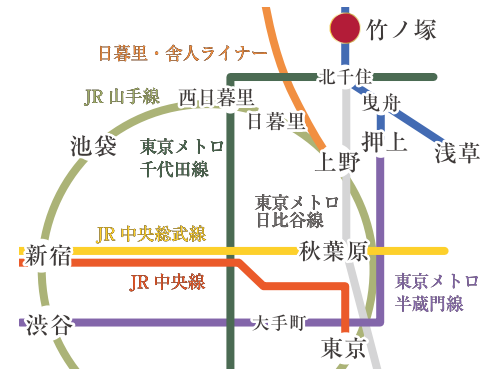 竹ノ塚
日暮里・舎人ライナー
北千住
JR 山手線
西日暮里
曳舟
日暮里
押上
池袋
東京メトロ
千代田線
浅草
上野
東京メトロ
日比谷線
JR 中央総武線
新宿
秋葉原
JR 中央線
東京メトロ
半蔵門線
渋谷
大手町
東京